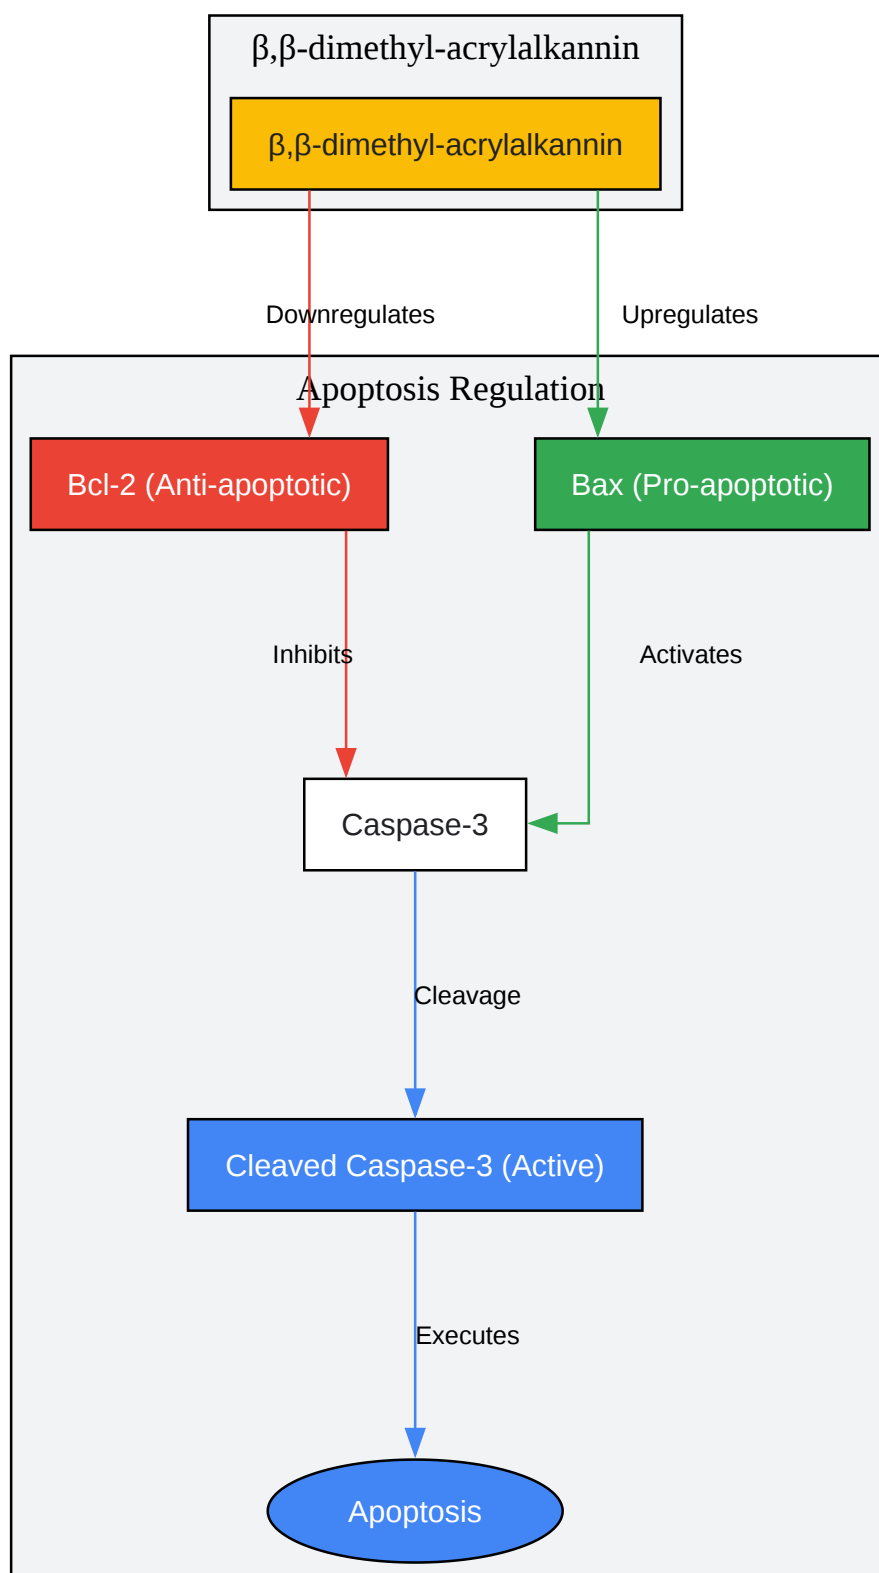 β,β-dimethyl-acrylalkannin
β,β-dimethyl-acrylalkannin
Downregulates
Upregulates
Apoptosis Regulation
Bcl-2 (Anti-apoptotic)
Bax (Pro-apoptotic)
Inhibits
Activates
Caspase-3
Cleavage
Cleaved Caspase-3 (Active)
Executes
Apoptosis